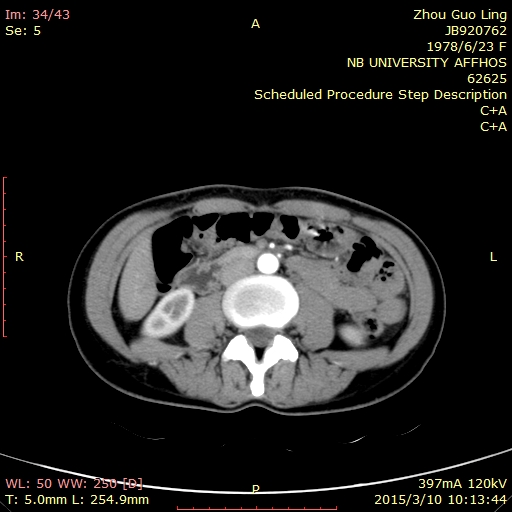 Im: 34/43
Se: 5
A
Zhou Guo Ling
JB920762
1978/6/23 F
NB UNIVERSITY AFFHOS
62625
Scheduled Procedure Step Description
C+A
C+A
R
L
WL: 50 WW: 250 [D]
T: 5.0mm L: 254.9mm
P
397mA 120kV
2015/3/10 10:13:44